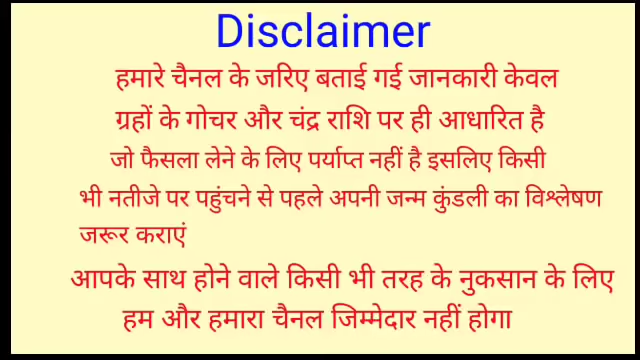 Disclaimer
हमारे चैनल के जरिए बताई गई जानकारी केवल
ग्रहों के गोचर और चंद्र राशि पर ही आधारित है
जो फैसला लेने के लिए पर्याप्त नहीं है इसलिए किसी
भी नतीजे पर पहुंचने से पहले अपनी जन्म कुंडली का विश्लेषण
जरूर कराएं
आपके साथ होने वाले किसी भी तरह के नुकसान के लिए
हम और हमारा चैनल जिम्मेदार नहीं होगा